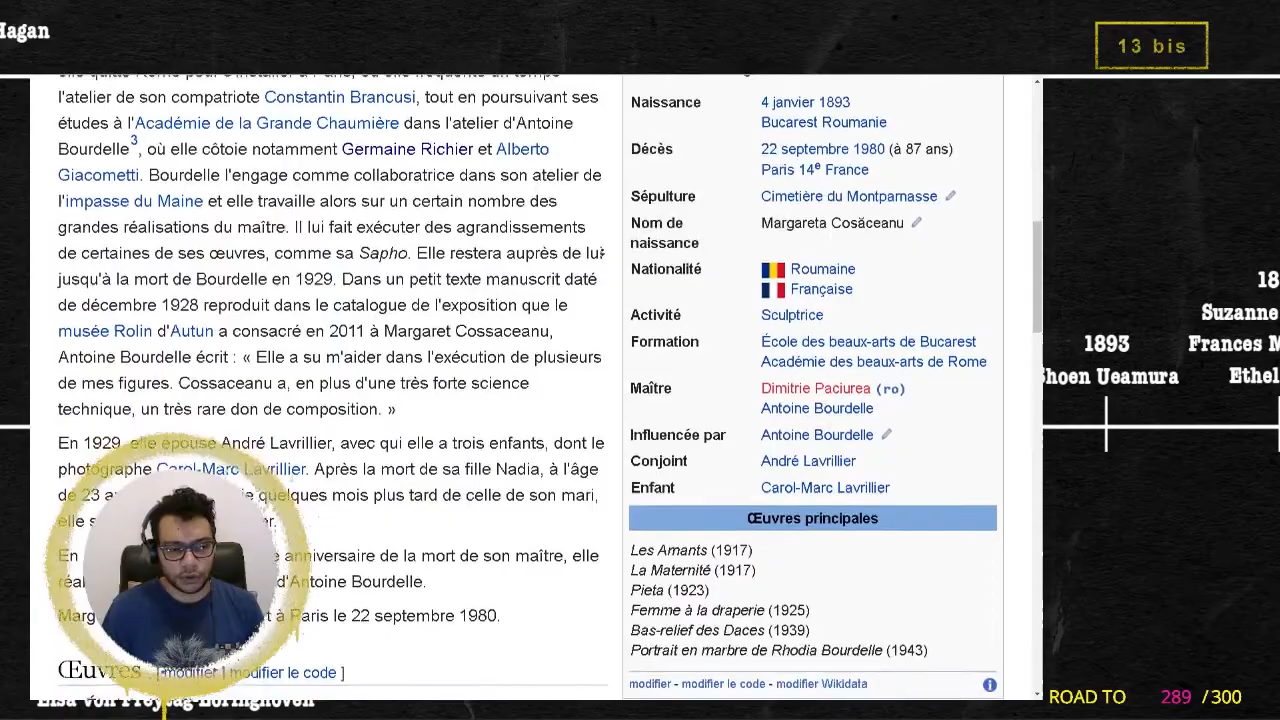 Hagan
13 bis
l'atelier de son compatriote Constantin Brancusi, tout en poursuivant ses
études à l'Académie de la Grande Chaumière dans l'atelier d'Antoine
Bourdelle3, où elle côtoie notamment Germaine Richier et Alberto
Giacometti. Bourdelle l'engage comme collaboratrice dans son atelier de
l'impasse du Maine et elle travaille alors sur un certain nombre des
grandes réalisations du maître. Il lui fait exécuter des agrandissements
de certaines de ses œuvres, comme sa Sapho. Elle restera auprès de lui
jusqu'à la mort de Bourdelle en 1929. Dans un petit texte manuscrit daté
de décembre 1928 reproduit dans le catalogue de l'exposition que le
musée Rolin d'Autun a consacré en 2011 à Margaret Cossaceanu,
Antoine Bourdelle écrit : « Elle a su m'aider dans l'exécution de plusieurs
de mes figures. Cossaceanu a, en plus d'une très forte science
technique, un très rare don de composition. »
En 1929, elle épouse André Lavrillier, avec qui elle a trois enfants, dont le
photographe Carol-Marc Lavrillier. Après la mort de sa fille Nadia, à l'âge
de 23 quelques mois plus tard de celle de son mari,
elle
En anniversaire de la mort de son maître, elle
d'Antoine Bourdelle.
à Paris le 22 septembre 1980.
Œuvres [ modifier | modifier le code ]
Naissance 4 janvier 1893
Bucarest Roumanie
Décès 22 septembre 1980 (à 87 ans)
Paris 14e France
Sépulture Cimetière du Montparnasse
Nom de Margareta Cosăceanu
naissance
Nationalité Roumaine
Française
Activité Sculptrice
Formation École des beaux-arts de Bucarest
Académie des beaux-arts de Rome
Maître Dimitrie Paciurea (ro)
Antoine Bourdelle
Influencée par Antoine Bourdelle
Conjoint André Lavrillier
Enfant Carol-Marc Lavrillier
Œuvres principales
Les Amants (1917)
La Maternité (1917)
Pieta (1923)
Femme à la draperie (1925)
Bas-relief des Daces (1939)
Portrait en marbre de Rhodia Bourdelle (1943)
modifier - modifier le code - modifier Wikidata
1893
Shoen Ueamura
18
Suzanne
Frances M
Ethel
Elsa Von Freytag-Loringhoven
ROAD TO 289 /300